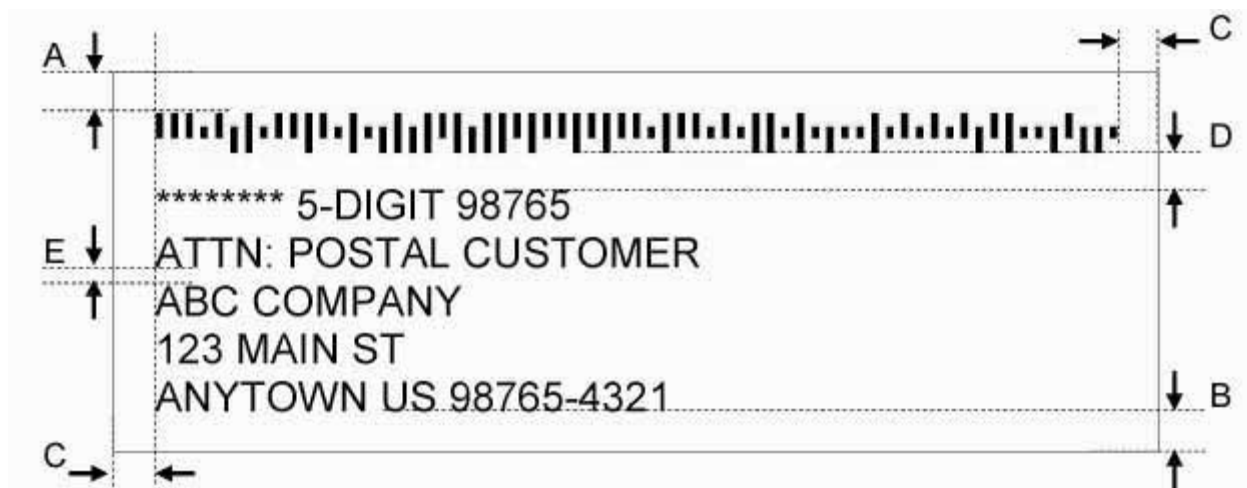 C
A
D
******** 5-DIGIT 98765
E ATTN: POSTAL CUSTOMER
ABC COMPANY
123 MAIN ST
ANYTOWN US 98765-4321 B
C